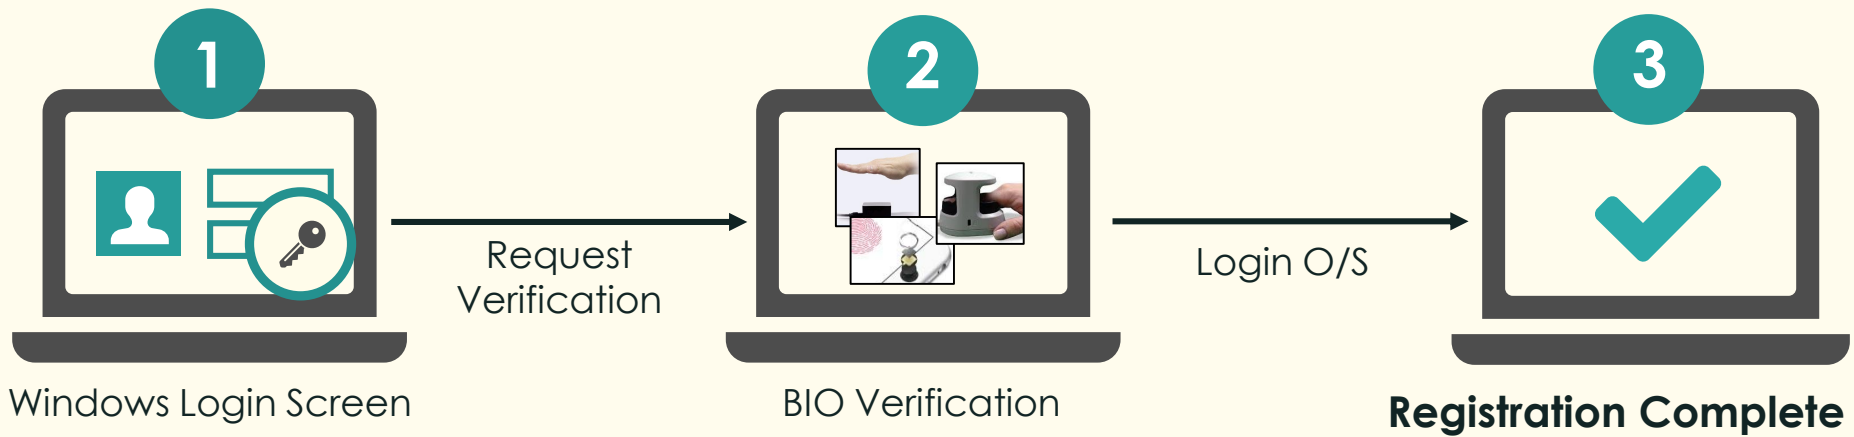 1
2
3
Request
Verification
Login O/S
Windows Login Screen
BIO Verification
Registration Complete